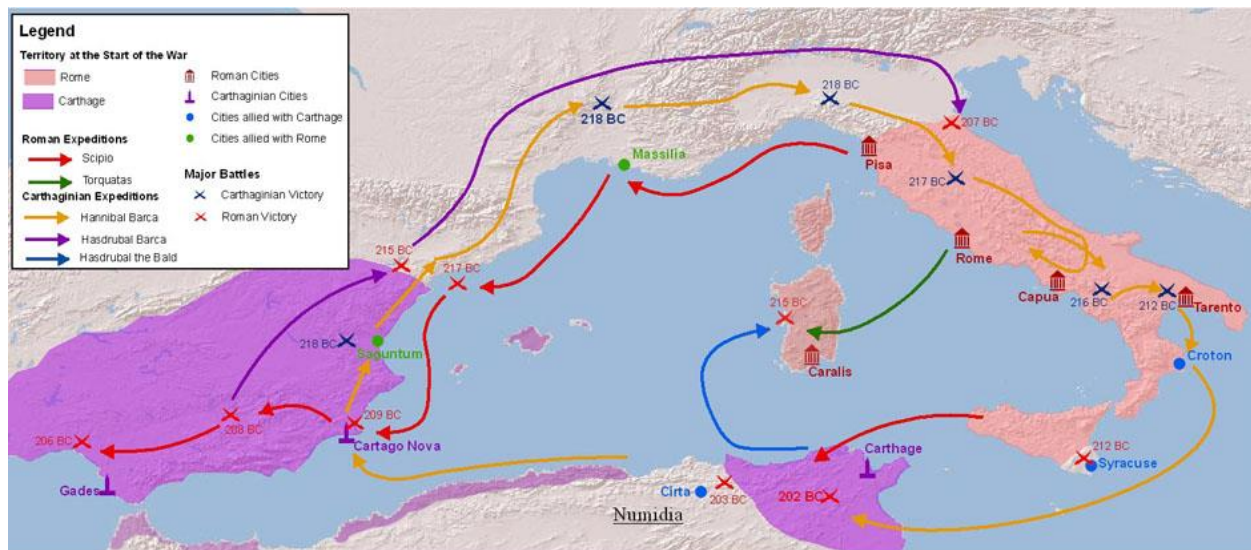 Legend
Territory at the Start of the War
Rome
Carthage
Roman Cities
Carthaginian Cities
Cities allied with Carthage
Cities allied with Rome
Roman Expeditions
Scipio
Torquatas
Carthaginian Expeditions
Hannibal Barca
Hasdrubal Barca
Hasdrubal the Bald
Major Battles
Carthaginian Victory
Roman Victory
218 BC
218 BC
207 BC
Massilia
Pisa
217 BC
215 BC
217 BC
Rome
Capua
216 BC
212 BC
Tarento
218 BC
Saguntum
215 BC
Caralis
Croton
209 BC
208 BC
206 BC
Cartago Nova
Gades
Carthage
212 BC
Syracuse
Cirta
203 BC
202 BC
Numidia